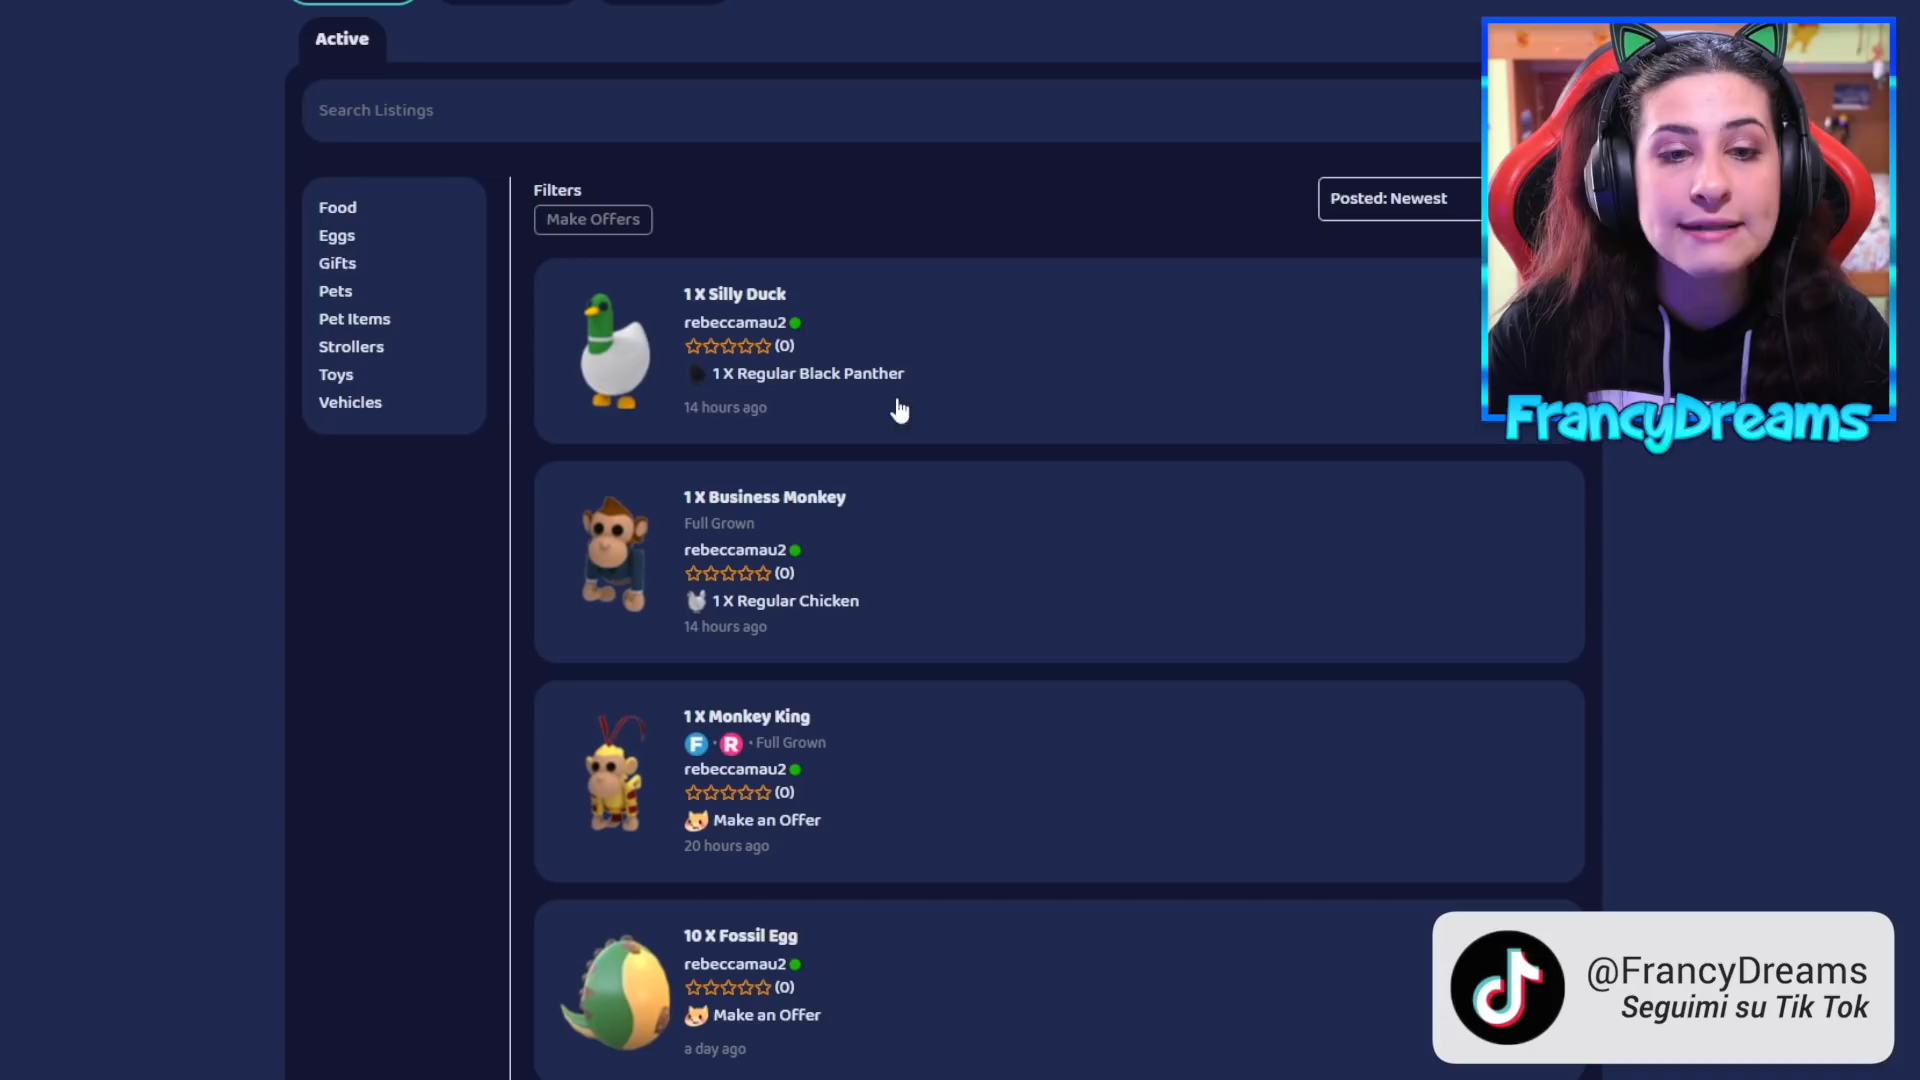 Active
Search Listings
Food
Eggs
Gifts
Pets
Pet Items
Strollers
Toys
Vehicles
Filters
Make Offers
Posted: Newest
1 X Silly Duck
rebeccamau2
(0)
1 X Regular Black Panther
14 hours ago
1 X Business Monkey
Full Grown
rebeccamau2
(0)
1 X Regular Chicken
14 hours ago
1 X Monkey King
F · R · Full Grown
rebeccamau2
(0)
Make an Offer
20 hours ago
10 X Fossil Egg
rebeccamau2
(0)
Make an Offer
a day ago
FrancyDreams
@FrancyDreams
Seguimi su Tik Tok